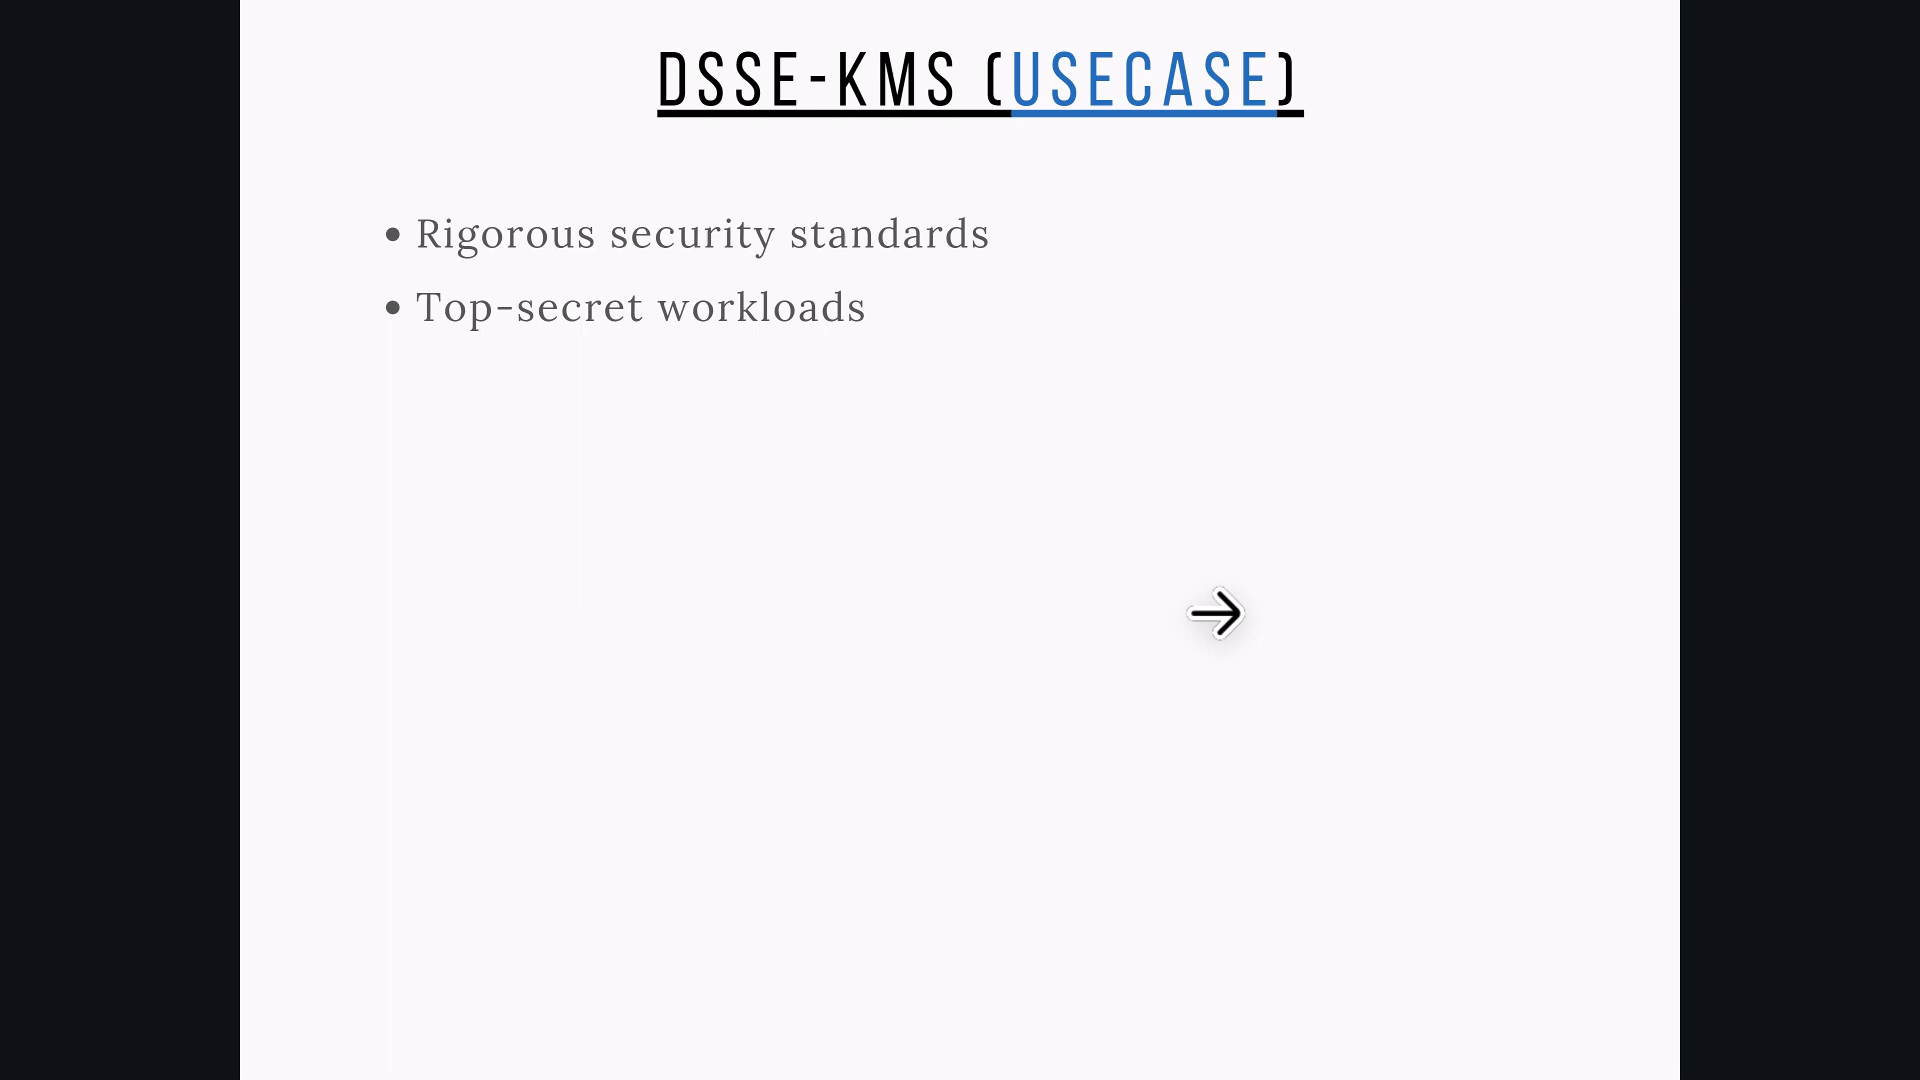 DSSE-KMS (USECASE)
• Rigorous security standards
• Top-secret workloads